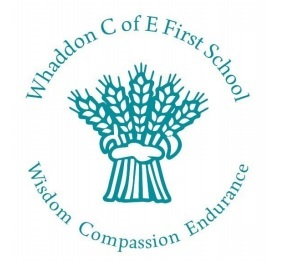 Whaddon C of E First School
Wisdom Compassion Endurance